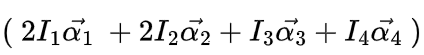 ( 2I₁α⃗₁ + 2I₂α⃗₂ + I₃α⃗₃ + I₄α⃗₄ )